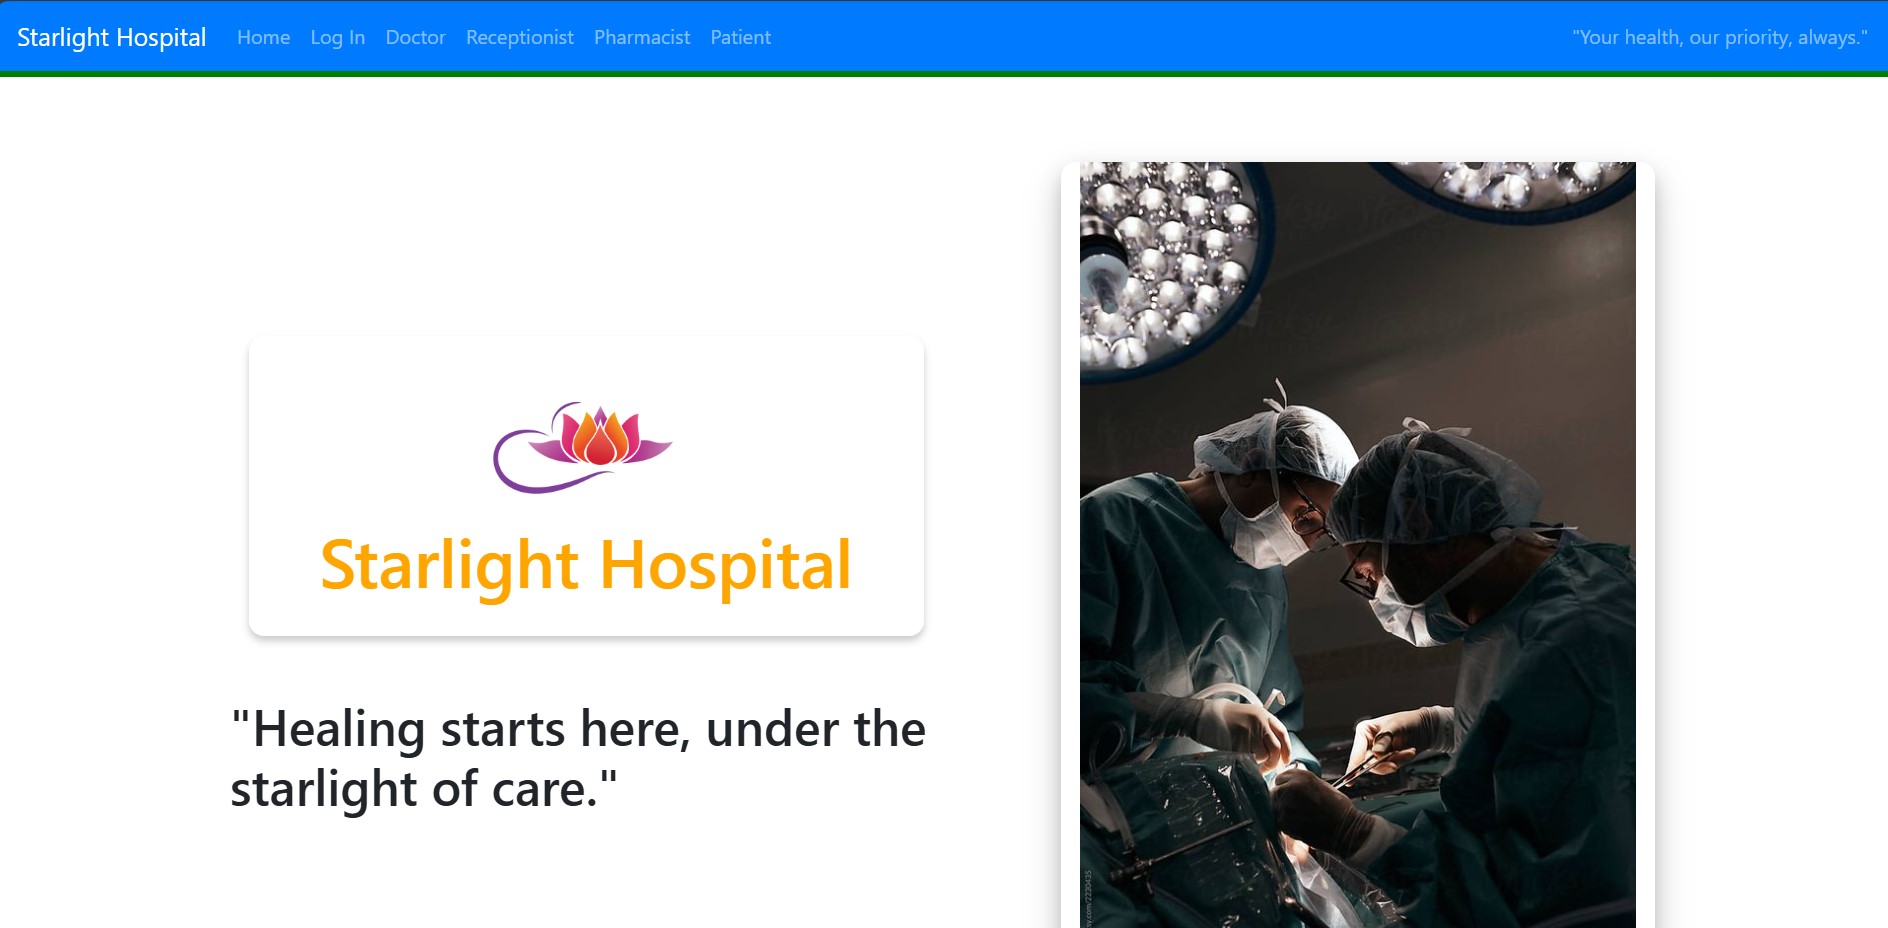 Starlight Hospital Home Log In Doctor Receptionist Pharmacist Patient "Your health, our priority, always."
Starlight Hospital
"Healing starts here, under the
starlight of care."